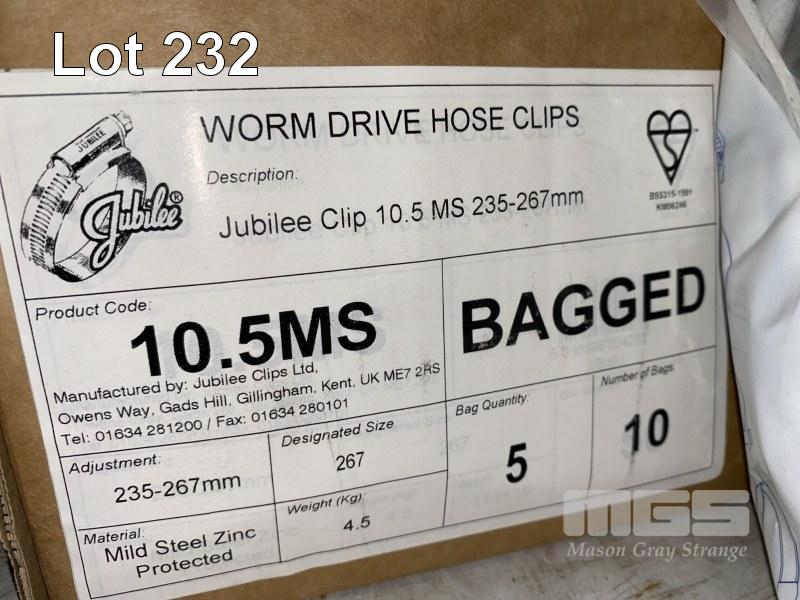 Lot 232
JUBILEE
Jubilee®
WORM DRIVE HOSE CLIPS
Description:
Jubilee Clip 10.5 MS 235-267mm
BS5315-1991
KM06246
Product Code:
10.5MS
BAGGED
Manufactured by: Jubilee Clips Ltd,
Owens Way, Gads Hill, Gillingham, Kent. UK ME7 2RS
Tel: 01634 281200 / Fax: 01634 280101
Adjustment:
235-267mm
Designated Size
267
Bag Quantity:
5
Number of Bags
10
Material:
Mild Steel Zinc
Protected
Weight (Kg):
4.5
MGS
Mason Gray Strange